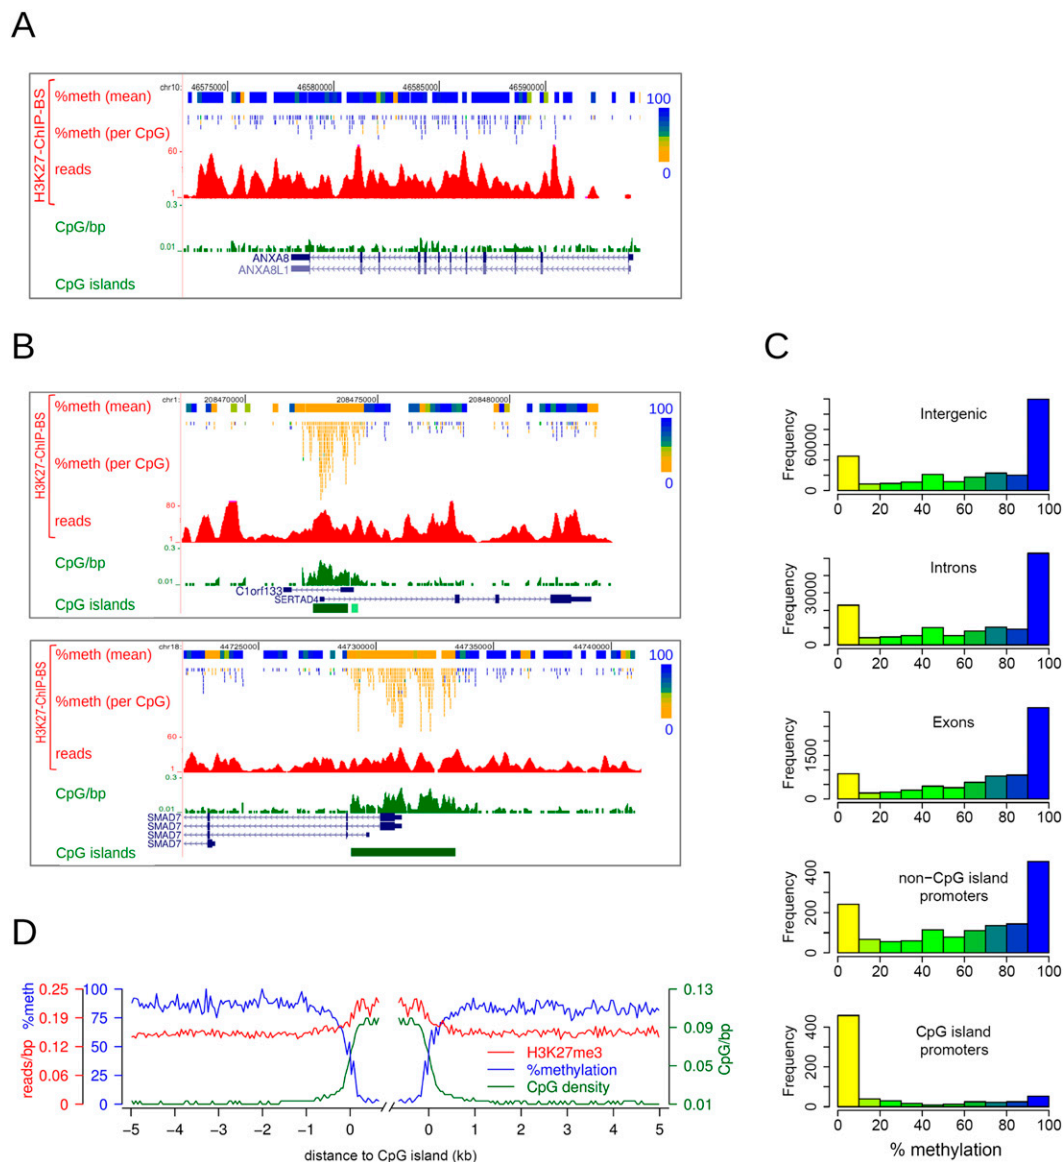 A
chr10: 46575000 46580000 46585000 46590000
H3K27-ChIP-BS
%meth (mean)
100
%meth (per CpG)
0
60
reads
1
0.3
CpG/bp
0.01
ANXA8
ANXA8L1
CpG islands
B
chr1: 208470000 208475000 208480000
H3K27-ChIP-BS
%meth (mean)
100
%meth (per CpG)
0
80
reads
1
0.3
CpG/bp
0.01
C1orf133
SERTAD4
CpG islands
chr18: 44725000 44730000 44735000 44740000
H3K27-ChIP-BS
%meth (mean)
100
%meth (per CpG)
0
60
reads
1
0.3
CpG/bp
0.01
SMAD7
SMAD7
SMAD7
SMAD7
CpG islands
C
Intergenic
Frequency
0 60000
0 20 40 60 80 100
Introns
Frequency
0 30000
0 20 40 60 80 100
Exons
Frequency
0 1500
0 20 40 60 80 100
non-CpG island
promoters
Frequency
0 200 400
0 20 40 60 80 100
CpG island
promoters
Frequency
0 200 400
0 20 40 60 80 100
% methylation
D
reads/bp
0.25
0.19
0.12
0.06
0
%meth
100
75
50
25
0
H3K27me3
%methylation
CpG density
0.13
0.09
0.05
0.01
CpG/bp
−5 −4 −3 −2 −1 0 0 1 2 3 4 5
distance to CpG island (kb)